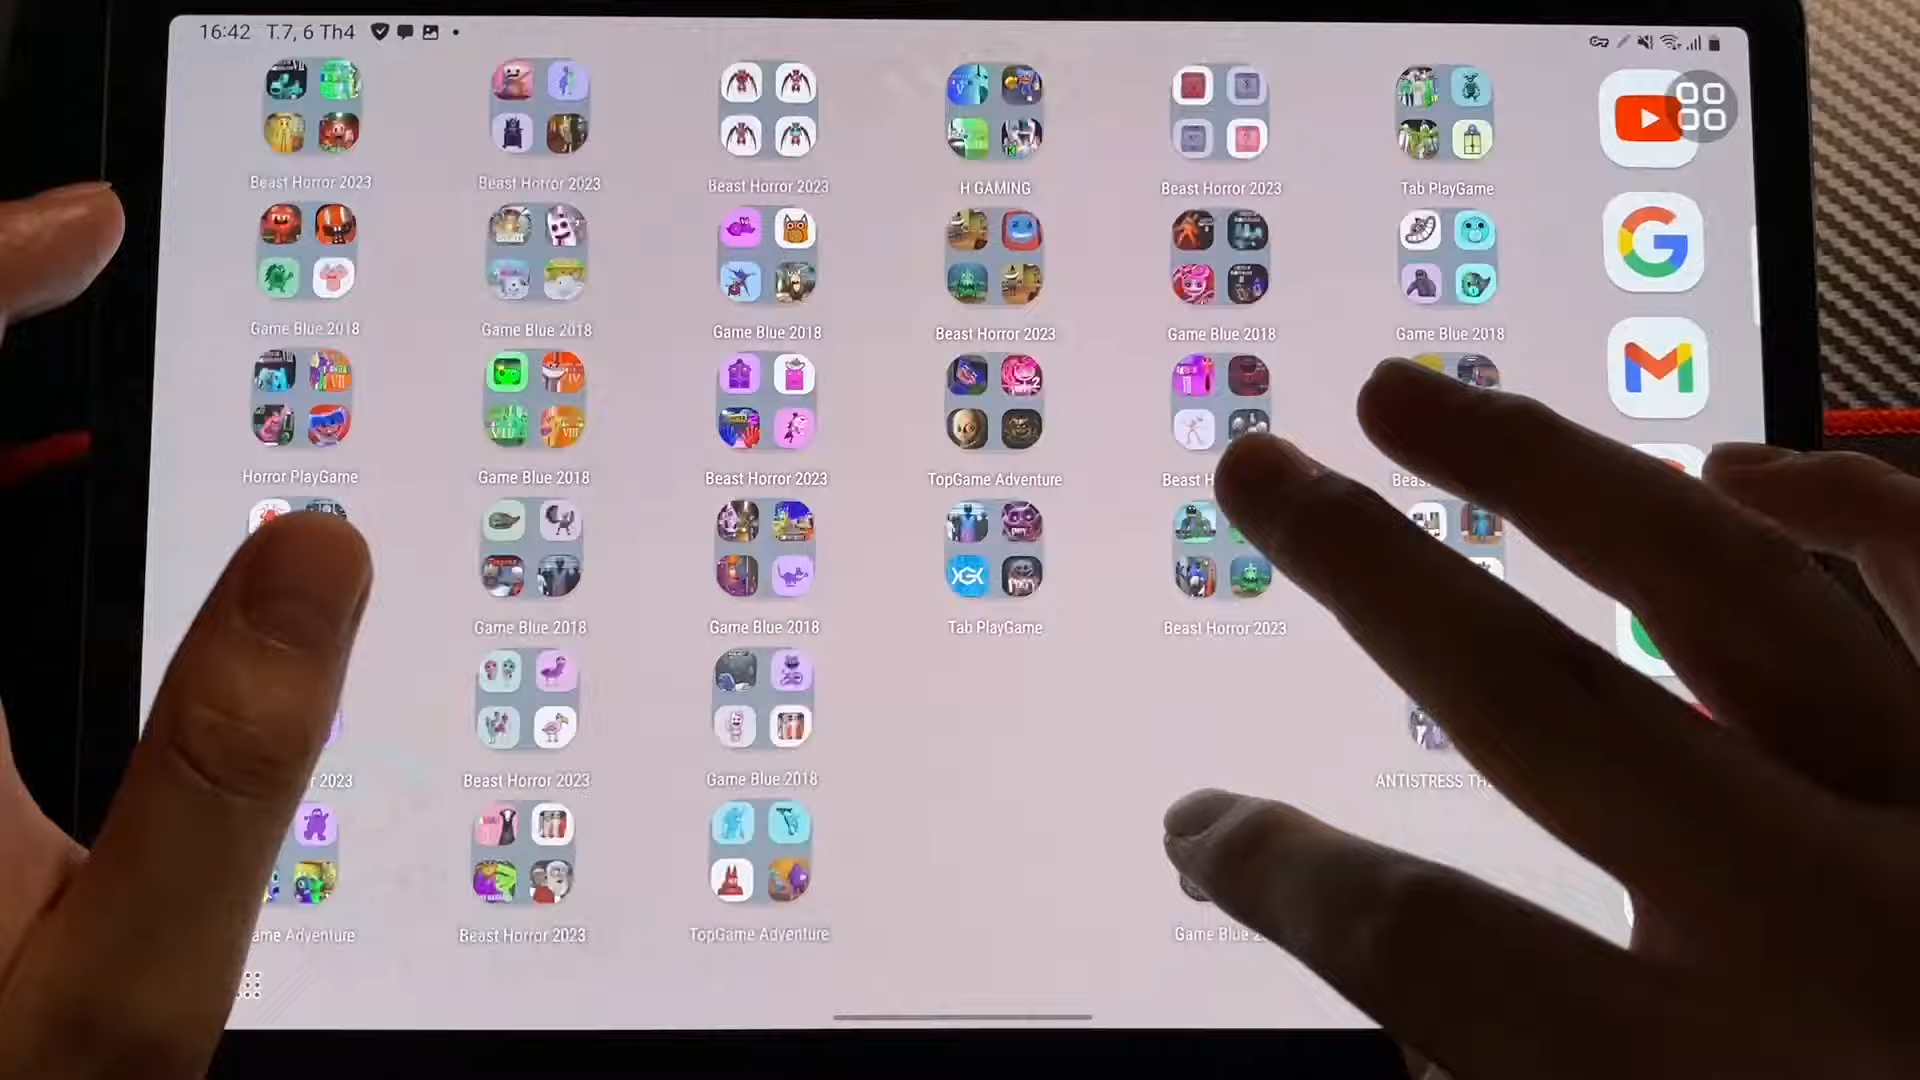 16:42 T.7, 6 Th4
Beast Horror 2023
Beast Horror 2023
Beast Horror 2023
H GAMING
Beast Horror 2023
Tab PlayGame
Game Blue 2018
Game Blue 2018
Game Blue 2018
Beast Horror 2023
Game Blue 2018
Game Blue 2018
Horror PlayGame
Game Blue 2018
Beast Horror 2023
TopGame Adventure
Beast H
Beas
Game Blue 2018
Game Blue 2018
Tab PlayGame
Beast Horror 2023
r 2023
Beast Horror 2023
Game Blue 2018
ANTISTRESS TH
ame Adventure
Beast Horror 2023
TopGame Adventure
Game Blue 2